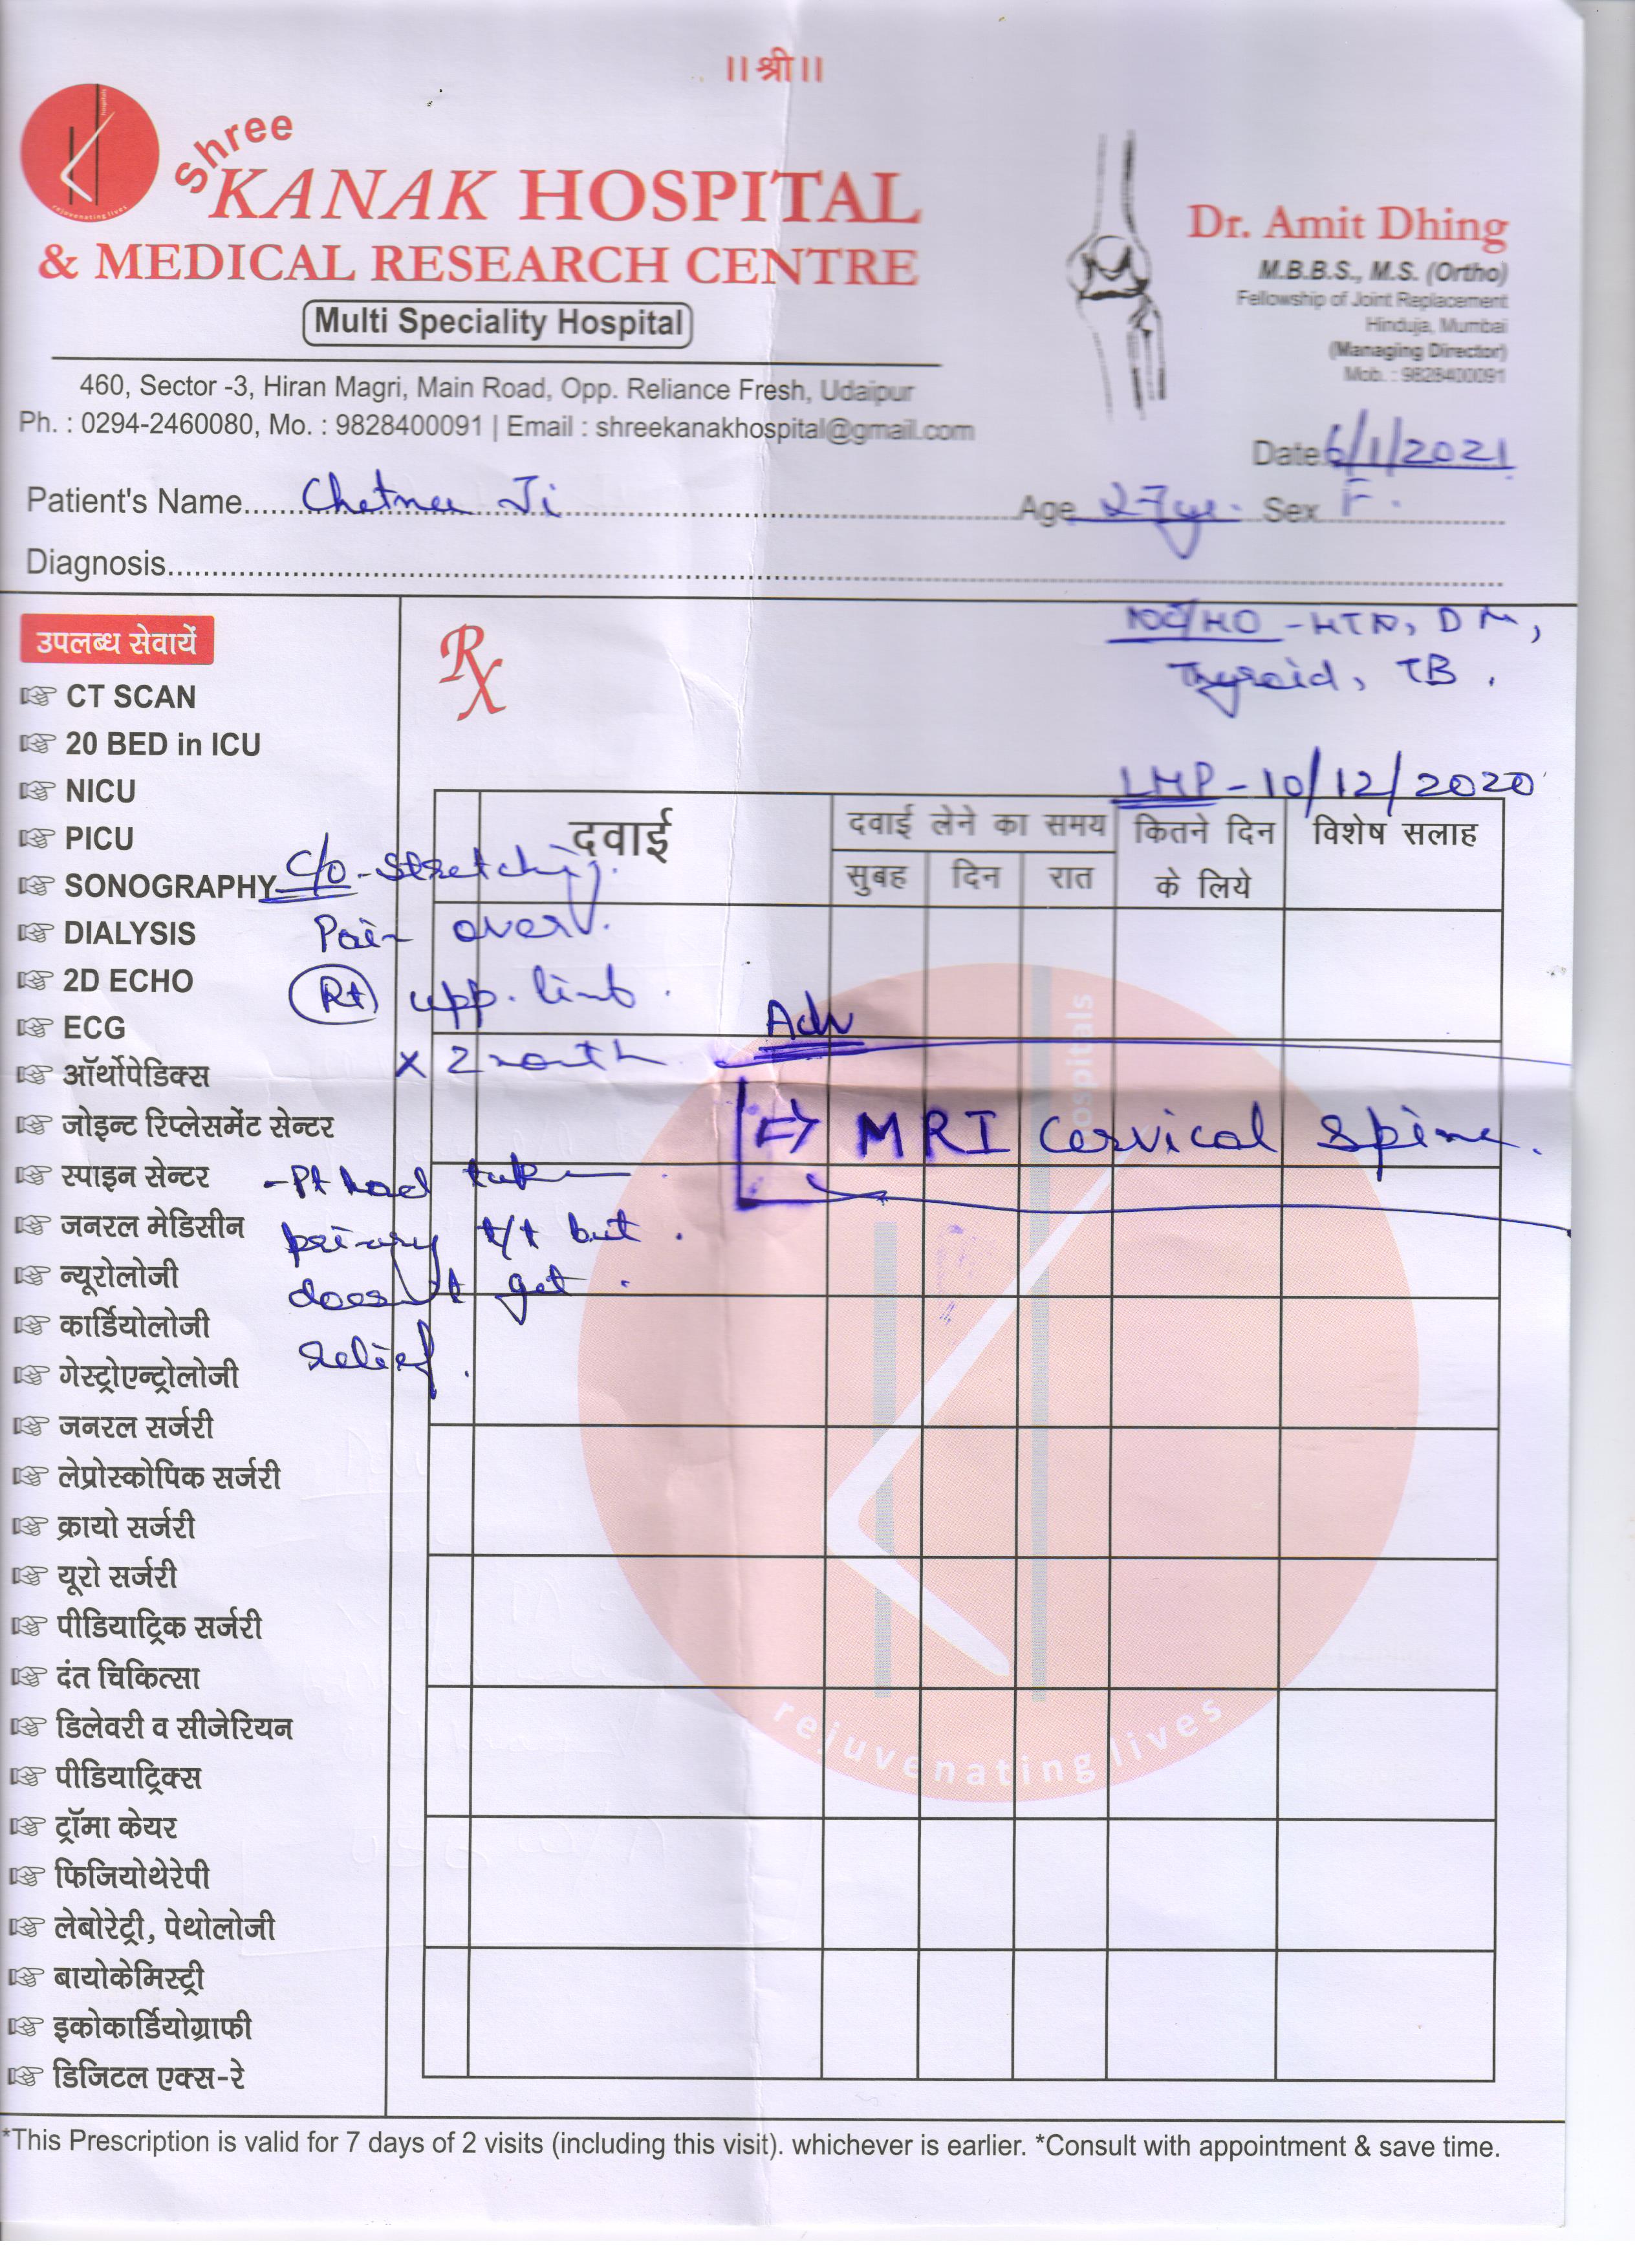 ।। श्री ।।
Shree
KANAK HOSPITAL
& MEDICAL RESEARCH CENTRE
Multi Speciality Hospital
460, Sector -3, Hiran Magri, Main Road, Opp. Reliance Fresh, Udaipur
Ph. : 0294-2460080, Mo. : 9828400091 | Email : shreekanakhospital@gmail.com
Dr. Amit Dhing
M.B.B.S., M.S. (Ortho)
Fellowship of Joint Replacement
Hinduja, Mumbai
(Managing Director)
Mob. : 9828400091
Date 6/1/2021
Patient's Name Chetnee Ji Age 27 ye. Sex F.
Diagnosis
HO - HTN, DM,
Thyroid, TB.
LMP - 10/12/2020
उपलब्ध सेवायें
CT SCAN
20 BED in ICU
NICU
PICU
SONOGRAPHY
DIALYSIS
2D ECHO
ECG
ऑर्थोपेडिक्स
जोइन्ट रिप्लेसमेंट सेन्टर
स्पाइन सेन्टर
जनरल मेडिसीन
न्यूरोलोजी
कार्डियोलोजी
गेस्ट्रोएन्ट्रोलोजी
जनरल सर्जरी
लेप्रोस्कोपिक सर्जरी
क्रायो सर्जरी
यूरो सर्जरी
पीडियाट्रिक सर्जरी
दंत चिकित्सा
डिलेवरी व सीजेरियन
पीडियाट्रिक्स
ट्रॉमा केयर
फिजियोथेरेपी
लेबोरेट्री, पेथोलोजी
बायोकेमिस्ट्री
इकोकार्डियोग्राफी
डिजिटल एक्स-रे
Rx
दवाई दवाई लेने का समय कितने दिन के लिये विशेष सलाह
सुबह दिन रात
C/o - Stretching
Pain over
Rt upp. limb.
x 2 month
- Pt had taken
primary t/t but
doesn't get
relief.
Adv
⇒ MRI Cervical Spine.
hospitals
rejuvenating lives
*This Prescription is valid for 7 days of 2 visits (including this visit). whichever is earlier. *Consult with appointment & save time.